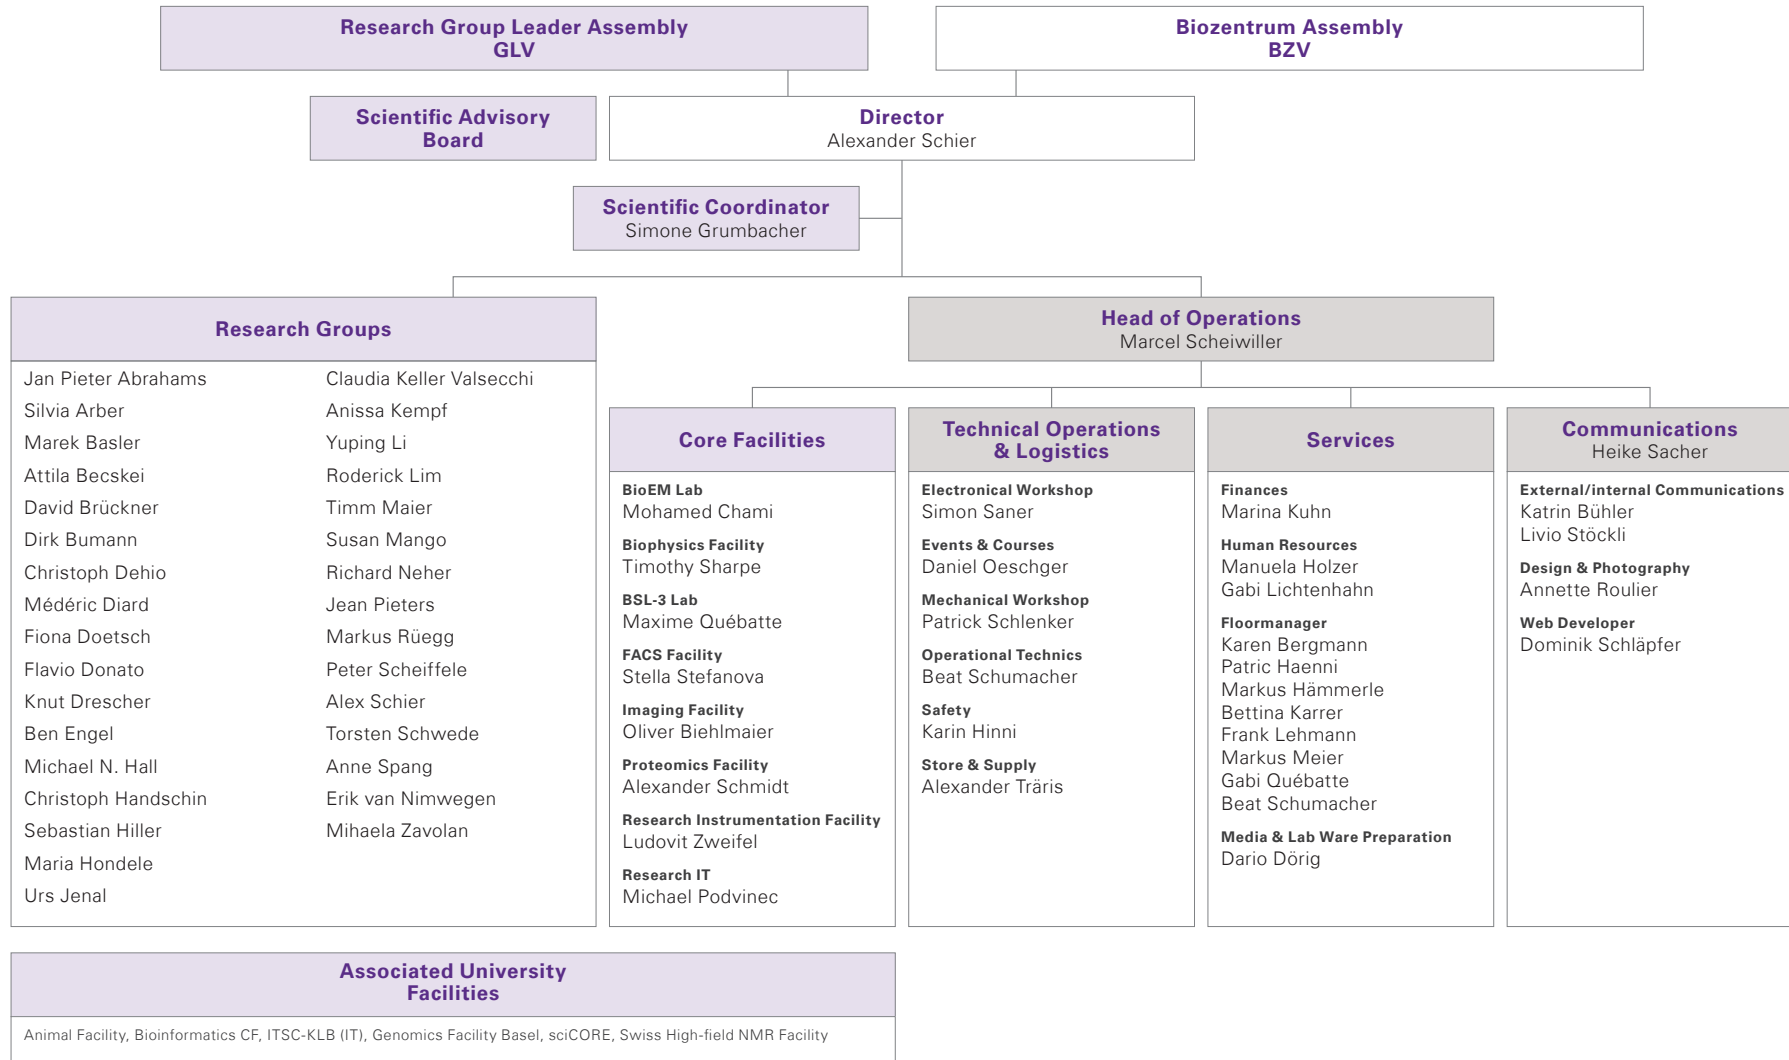 Research Group Leader Assembly
GLV
Biozentrum Assembly
BZV
Scientific Advisory
Board
Director
Alexander Schier
Scientific Coordinator
Simone Grumbacher
Research Groups
Jan Pieter Abrahams
Silvia Arber
Marek Basler
Attila Becskei
David Brückner
Dirk Bumann
Christoph Dehio
Médéric Diard
Fiona Doetsch
Flavio Donato
Knut Drescher
Ben Engel
Michael N. Hall
Christoph Handschin
Sebastian Hiller
Maria Hondele
Urs Jenal
Claudia Keller Valsecchi
Anissa Kempf
Yuping Li
Roderick Lim
Timm Maier
Susan Mango
Richard Neher
Jean Pieters
Markus Rüegg
Peter Scheiffele
Alex Schier
Torsten Schwede
Anne Spang
Erik van Nimwegen
Mihaela Zavolan
Head of Operations
Marcel Scheiwiller
Core Facilities
BioEM Lab
Mohamed Chami
Biophysics Facility
Timothy Sharpe
BSL-3 Lab
Maxime Québatte
FACS Facility
Stella Stefanova
Imaging Facility
Oliver Biehlmaier
Proteomics Facility
Alexander Schmidt
Research Instrumentation Facility
Ludovit Zweifel
Research IT
Michael Podvinec
Technical Operations
& Logistics
Electronical Workshop
Simon Saner
Events & Courses
Daniel Oeschger
Mechanical Workshop
Patrick Schlenker
Operational Technics
Beat Schumacher
Safety
Karin Hinni
Store & Supply
Alexander Träris
Services
Finances
Marina Kuhn
Human Resources
Manuela Holzer
Gabi Lichtenhahn
Floormanager
Karen Bergmann
Patric Haenni
Markus Hämmerle
Bettina Karrer
Frank Lehmann
Markus Meier
Gabi Québatte
Beat Schumacher
Media & Lab Ware Preparation
Dario Dörig
Communications
Heike Sacher
External/internal Communications
Katrin Bühler
Livio Stöckli
Design & Photography
Annette Roulier
Web Developer
Dominik Schläpfer
Associated University
Facilities
Animal Facility, Bioinformatics CF, ITSC-KLB (IT), Genomics Facility Basel, sciCORE, Swiss High-field NMR Facility